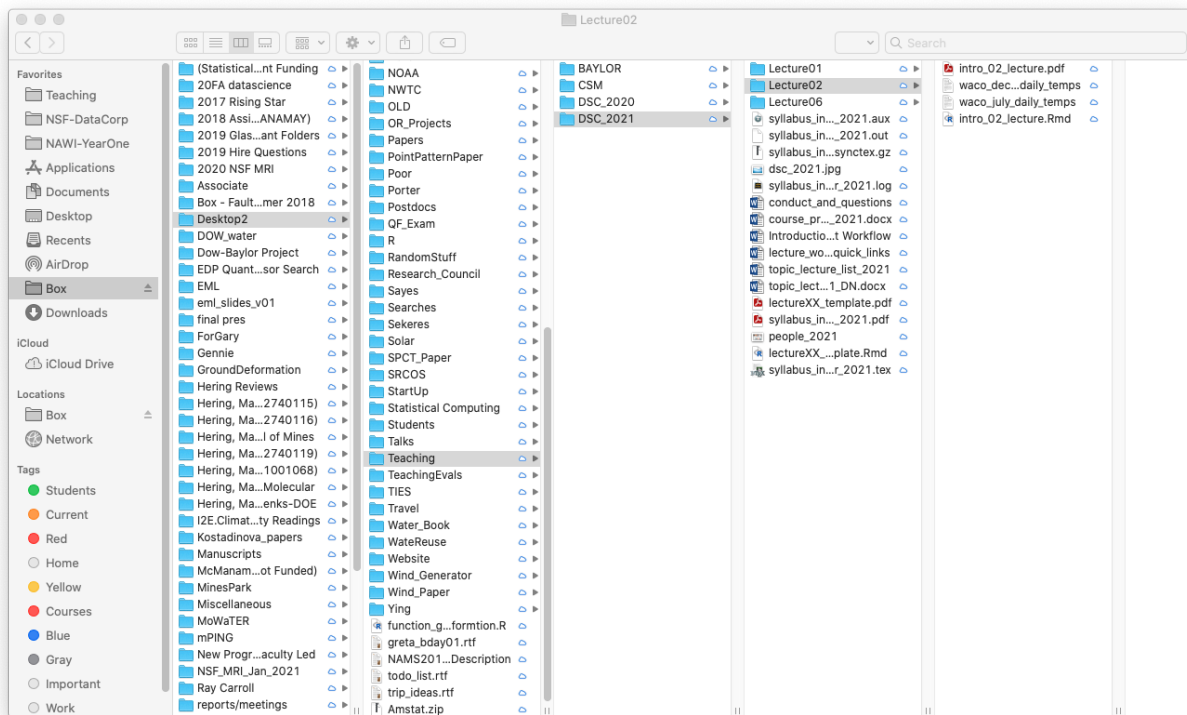 Lecture02
Search
Favorites
Teaching
NSF-DataCorp
NAWI-YearOne
Applications
Documents
Desktop
Recents
AirDrop
Box
Downloads
iCloud
iCloud Drive
Locations
Box
Network
Tags
Students
Current
Red
Home
Yellow
Courses
Blue
Gray
Important
Work
(Statistical...nt Funding
20FA datascience
2017 Rising Star
2018 Assi...ANAMAY)
2019 Glas...ant Folders
2019 Hire Questions
2020 NSF MRI
Associate
Box - Fault...mer 2018
Desktop2
DOW_water
Dow-Baylor Project
EDP Quant...sor Search
EML
eml_slides_v01
final pres
ForGary
Gennie
GroundDeformation
Hering Reviews
Hering, Ma...2740115)
Hering, Ma...2740116)
Hering, Ma...l of Mines
Hering, Ma...2740119)
Hering, Ma...1001068)
Hering, Ma...Molecular
Hering, Ma...enks-DOE
I2E.Climat...ty Readings
Kostadinova_papers
Manuscripts
McManam...ot Funded)
MinesPark
Miscellaneous
MoWaTER
mPING
New Progr...aculty Led
NSF_MRI_Jan_2021
Ray Carroll
reports/meetings
NOAA
NWTC
OLD
OR_Projects
Papers
PointPatternPaper
Poor
Porter
Postdocs
QF_Exam
R
RandomStuff
Research_Council
Sayes
Searches
Sekeres
Solar
SPCT_Paper
SRCOS
StartUp
Statistical Computing
Students
Talks
Teaching
TeachingEvals
TIES
Travel
Water_Book
WateReuse
Website
Wind_Generator
Wind_Paper
Ying
function_g...formtion.R
greta_bday01.rtf
NAMS201...Description
todo_list.rtf
trip_ideas.rtf
Amstat.zip
BAYLOR
CSM
DSC_2020
DSC_2021
Lecture01
Lecture02
Lecture06
syllabus_in..._2021.aux
syllabus_in..._2021.out
syllabus_in...synctex.gz
dsc_2021.jpg
syllabus_in...r_2021.log
conduct_and_questions
course_pr..._2021.docx
Introductio...t Workflow
lecture_wo...quick_links
topic_lecture_list_2021
topic_lect...1_DN.docx
lectureXX_template.pdf
syllabus_in..._2021.pdf
people_2021
lectureXX_...plate.Rmd
syllabus_in...r_2021.tex
intro_02_lecture.pdf
waco_dec...daily_temps
waco_july_daily_temps
intro_02_lecture.Rmd